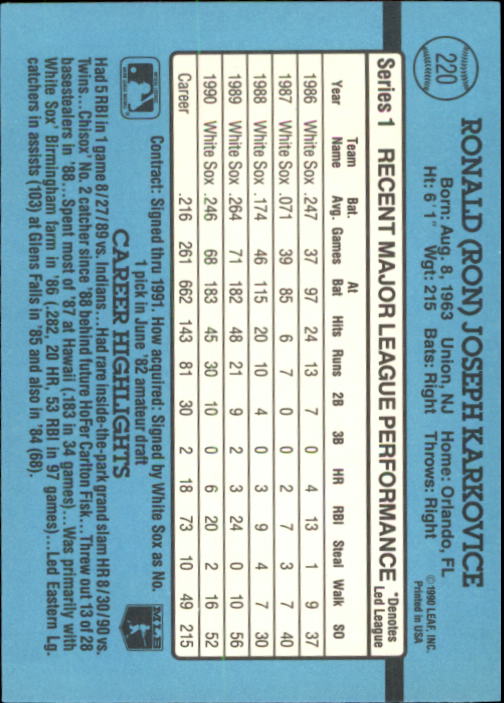 220
RONALD (RON) JOSEPH KARKOVICE
Born: Aug. 8, 1963 Union, NJ Home: Orlando, FL
Ht: 6' 1" Wgt: 215 Bats: Right Throws: Right
©1990 LEAF, INC.
Printed in USA
Series 1 RECENT MAJOR LEAGUE PERFORMANCE *Denotes Led League
Year Team Name Bat. Avg. Games At Bat Hits Runs 2B 3B HR RBI Steal Walk SO
1986 White Sox .247 37 97 24 13 7 0 4 13 1 9 37
1987 White Sox .071 39 85 6 7 0 0 2 7 3 7 40
1988 White Sox .174 46 115 20 10 4 0 3 9 4 7 30
1989 White Sox .264 71 182 48 21 9 2 3 24 0 10 56
1990 White Sox .246 68 183 45 30 10 0 6 20 2 16 52
Career .216 261 662 143 81 30 2 18 73 10 49 215
Contract: Signed thru 1991. How acquired: Signed by White Sox as No.
1 pick in June '82 amateur draft
CAREER HIGHLIGHTS
MLB
Had 5 RBI in 1 game 8/27/89 vs. Indians...Had rare inside-the-park grand slam HR 8/30/90 vs.
Twins...Chisox' No. 2 catcher since '88 behind future HoFer Carlton Fisk...Threw out 13 of 28
basestealers in '88...Spent most of '87 at Hawaii (.183 in 34 games)...Was primarily with
White Sox' Birmingham farm in '86 (.282, 20 HR, 53 RBI in 97 games)...Led Eastern Lg.
catchers in assists (103) at Glens Falls in '85 and also in '84 (68).